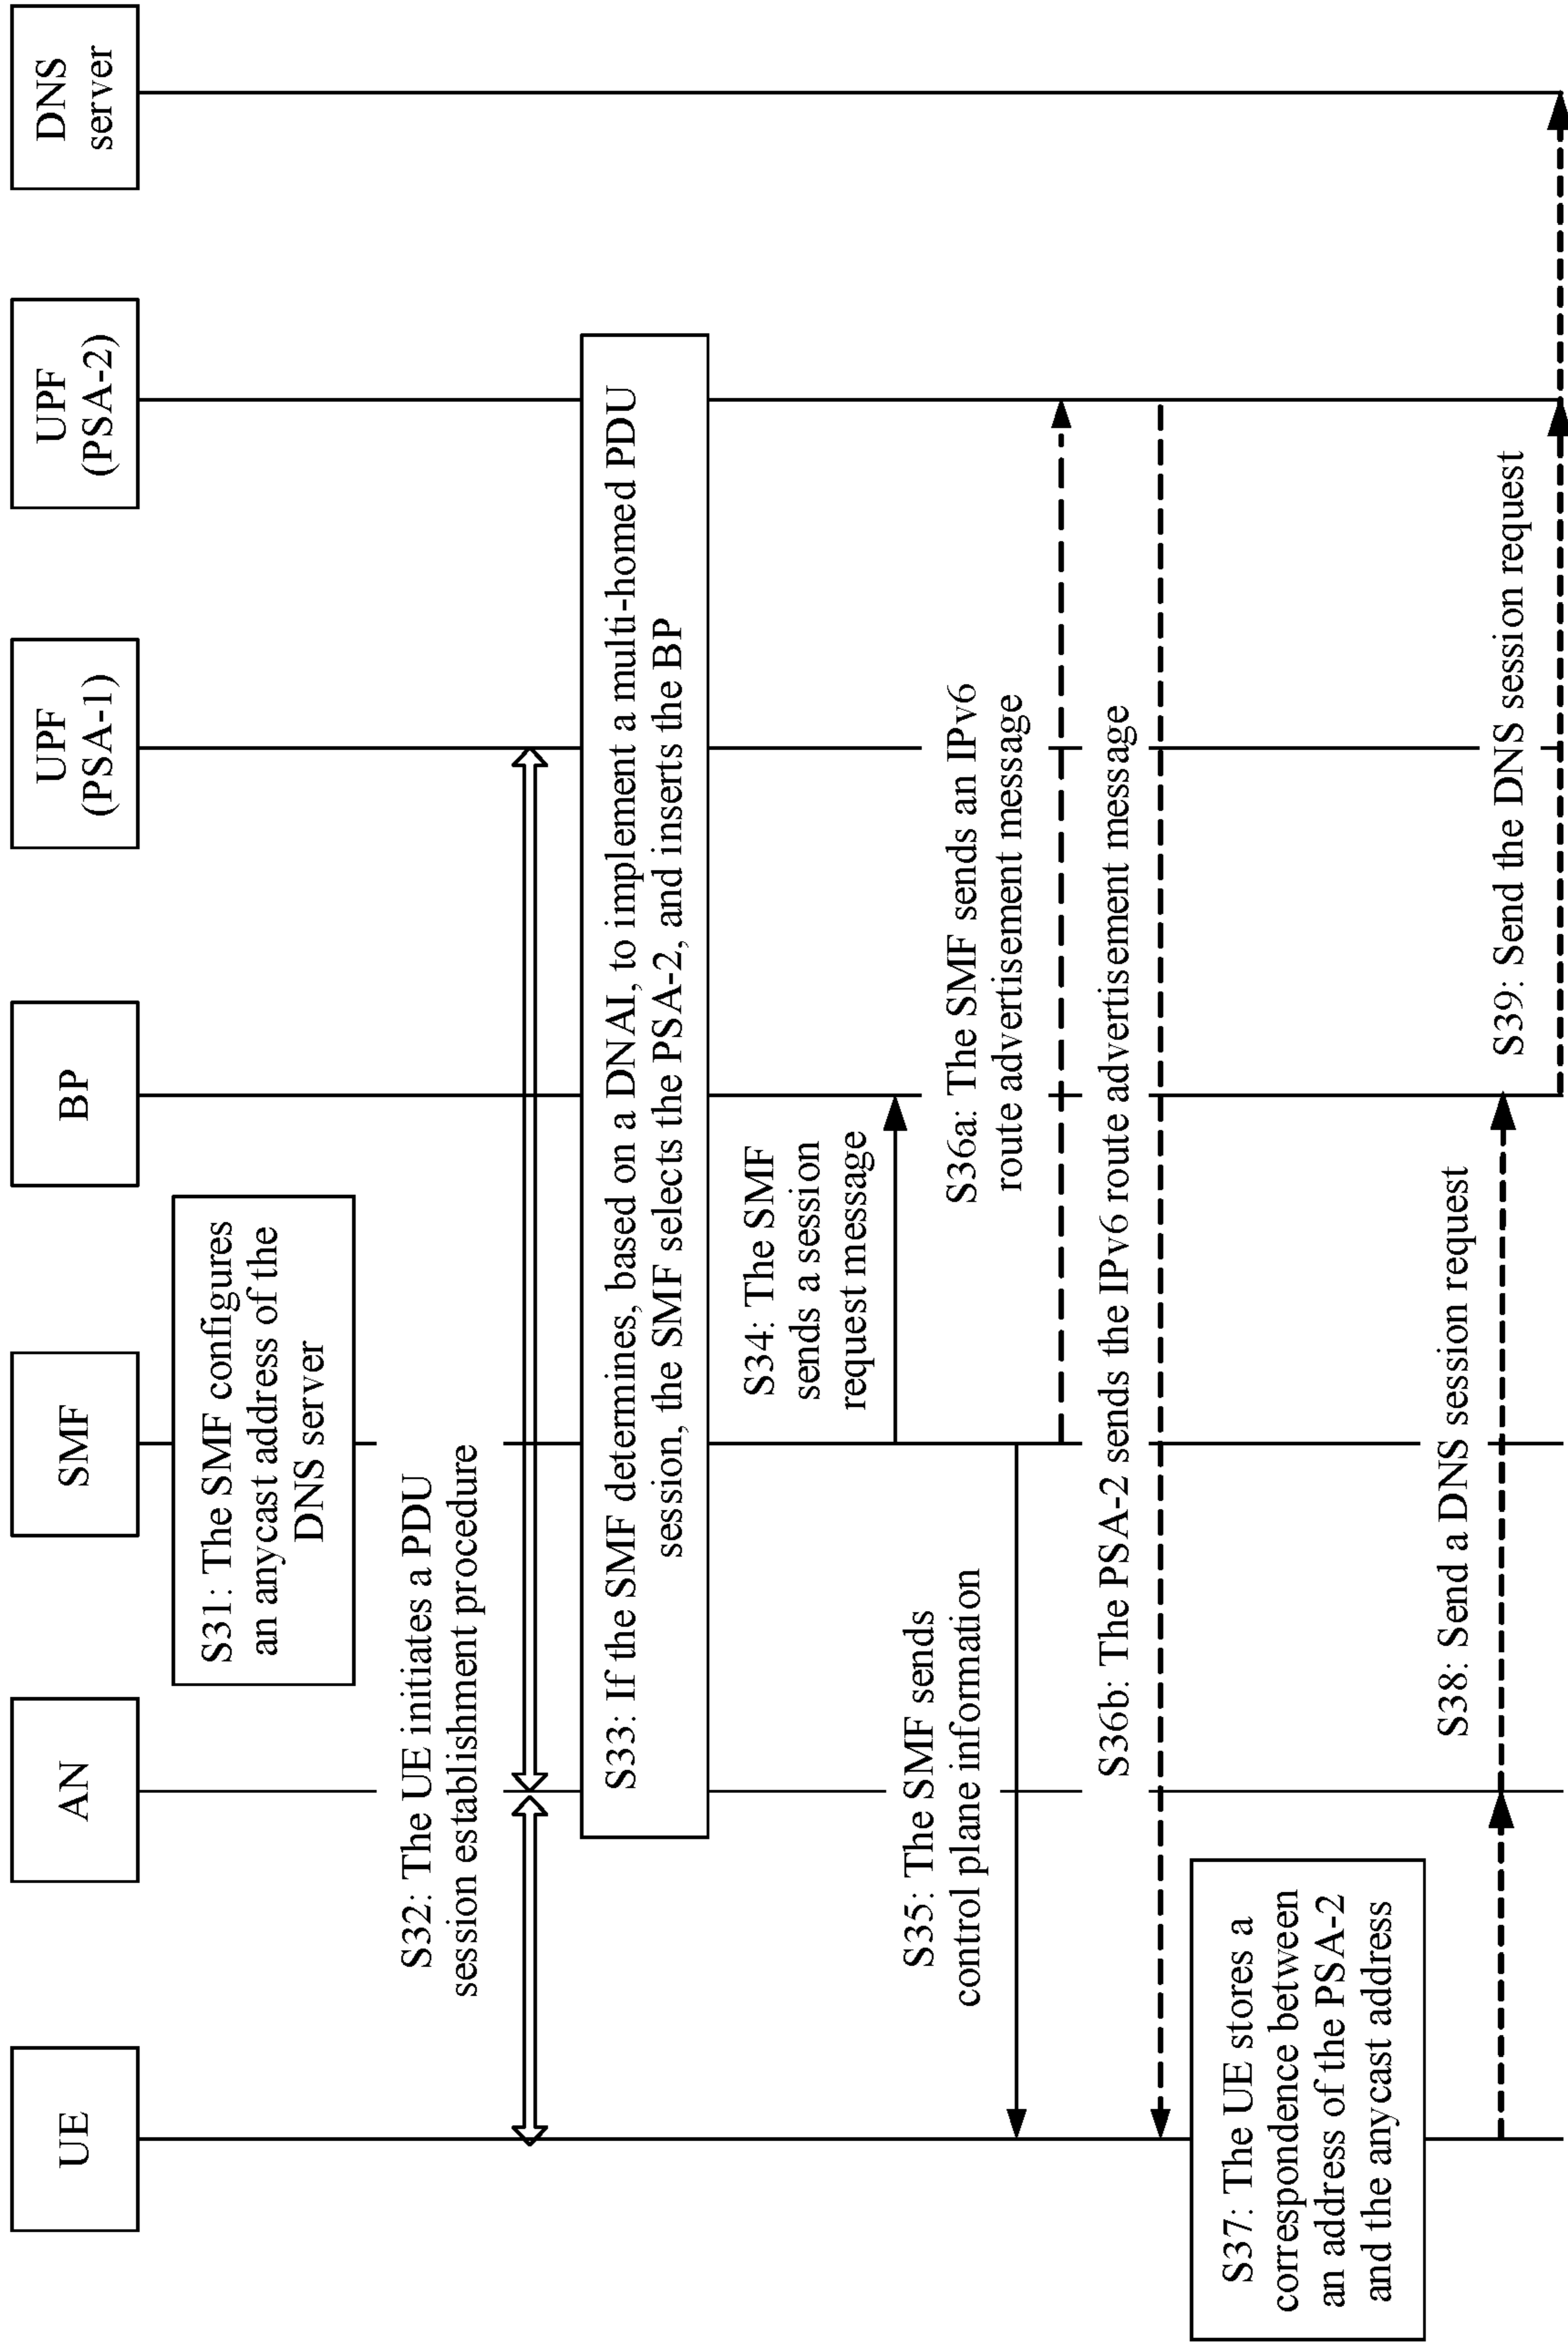 UE
AN
SMF
BP
UPF
(PSA-1)
UPF
(PSA-2)
DNS
server
S31: The SMF configures
an anycast address of the
DNS server
S32: The UE initiates a PDU
session establishment procedure
S33: If the SMF determines, based on a DNAI, to implement a multi-homed PDU
session, the SMF selects the PSA-2, and inserts the BP
S34: The SMF
sends a session
request message
S35: The SMF sends
control plane information
S36a: The SMF sends an IPv6
route advertisement message
S36b: The PSA-2 sends the IPv6 route advertisement message
S37: The UE stores a
correspondence between
an address of the PSA-2
and the anycast address
S38: Send a DNS session request
S39: Send the DNS session request